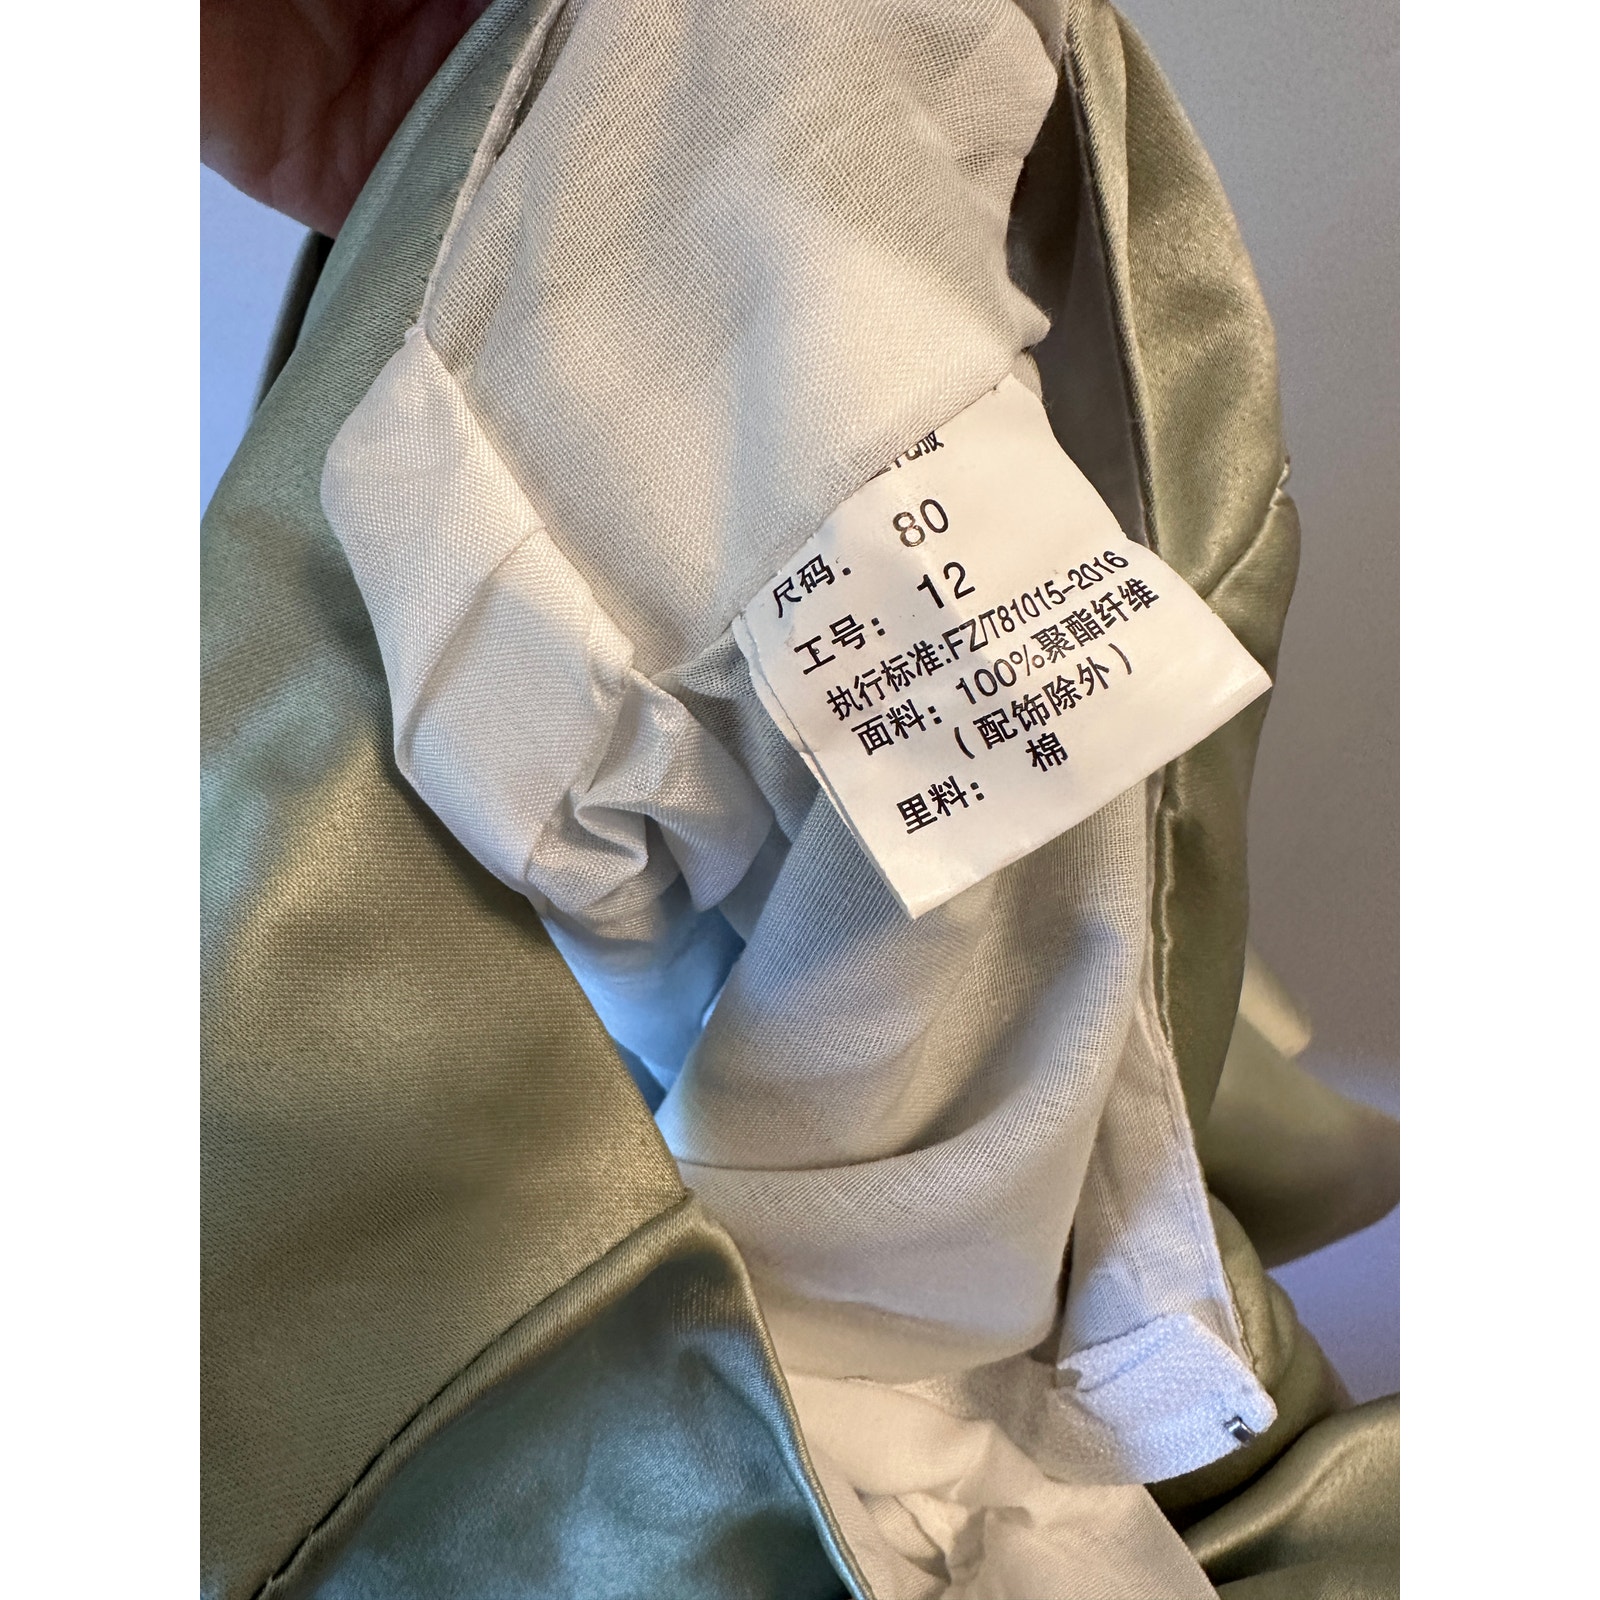 尺码: 80
工号: 12
执行标准:FZ/T81015-2016
面料: 100%聚酯纤维
(配饰除外)
里料: 棉